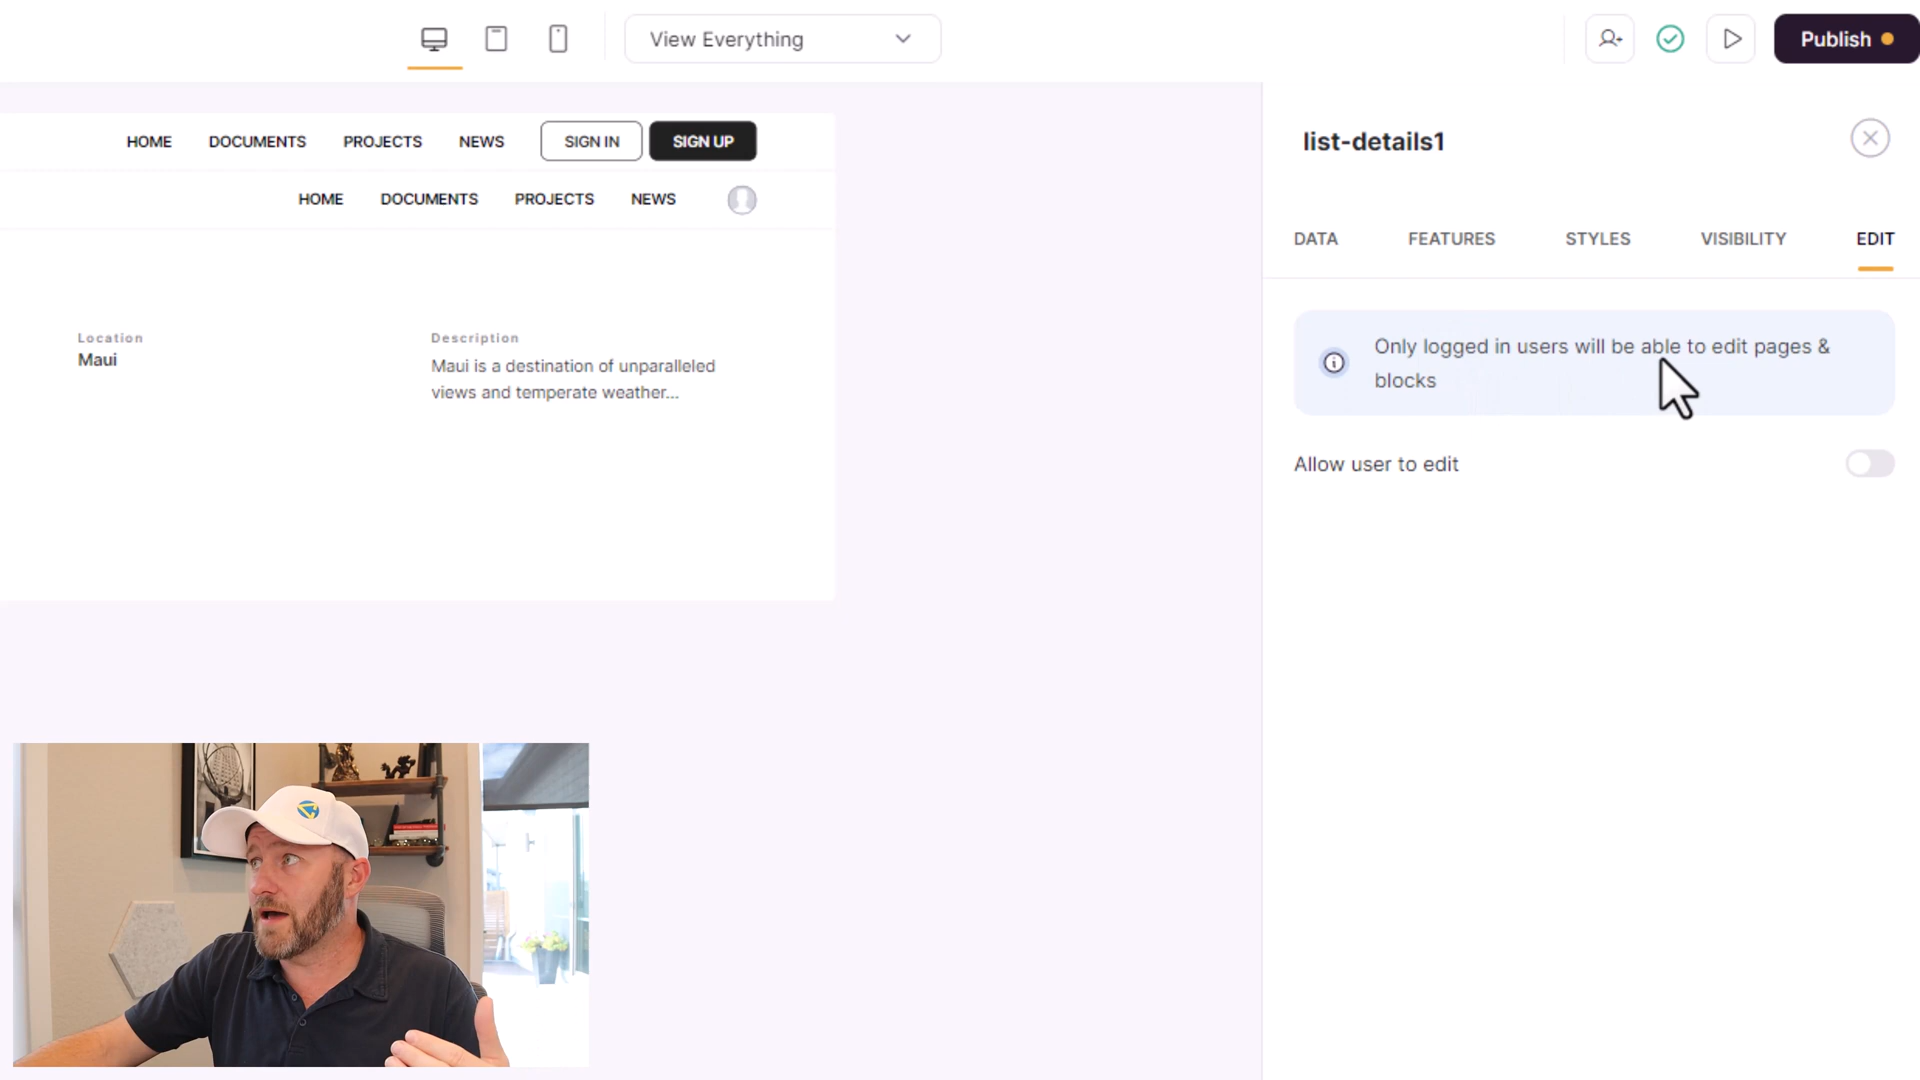 View Everything
Publish
HOME DOCUMENTS PROJECTS NEWS SIGN IN SIGN UP
HOME DOCUMENTS PROJECTS NEWS
Location
Maui
Description
Maui is a destination of unparalleled
views and temperate weather...
list-details1
DATA FEATURES STYLES VISIBILITY EDIT
Only logged in users will be able to edit pages &
blocks
Allow user to edit